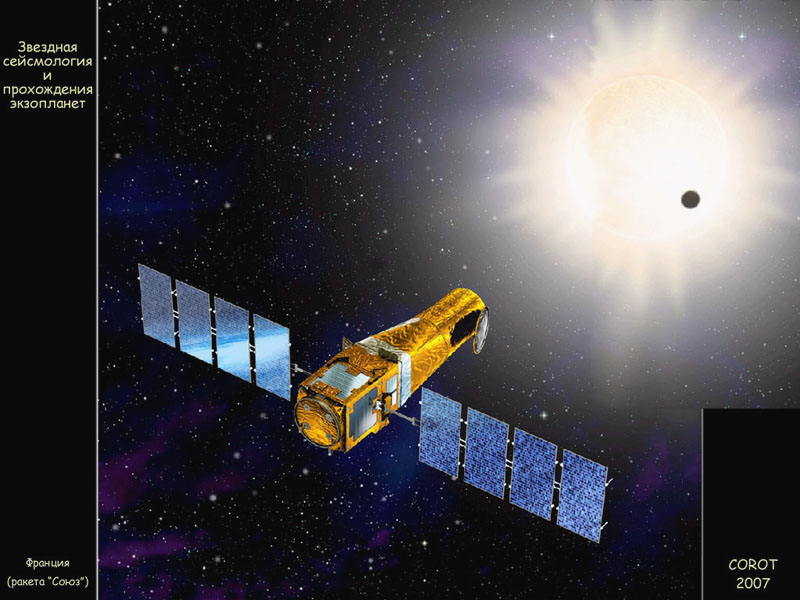 Звездная
сейсмология
и
прохождения
экзопланет
Франция
(ракета "Союз")
COROT
2007